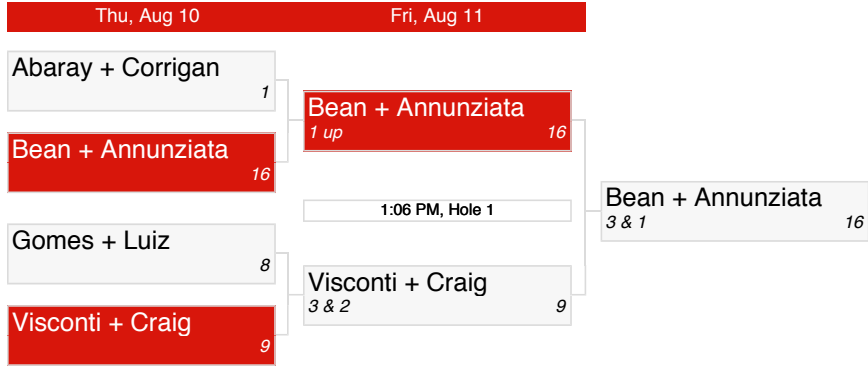 Thu, Aug 10
Fri, Aug 11
Abaray + Corrigan
1
Bean + Annunziata
16
Gomes + Luiz
8
Visconti + Craig
9
Bean + Annunziata
1 up 16
1:06 PM, Hole 1
Visconti + Craig
3 & 2 9
Bean + Annunziata
3 & 1 16